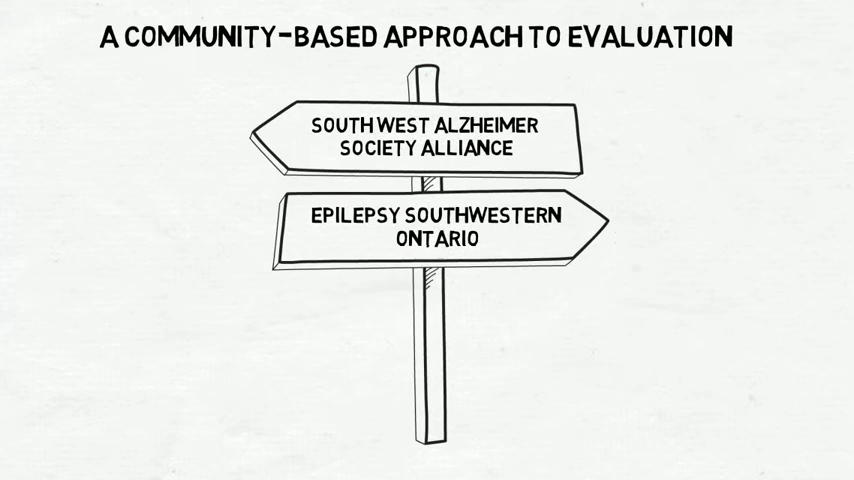 A COMMUNITY-BASED APPROACH TO EVALUATION
SOUTH WEST ALZHEIMER
SOCIETY ALLIANCE
EPILEPSY SOUTHWESTERN
ONTARIO